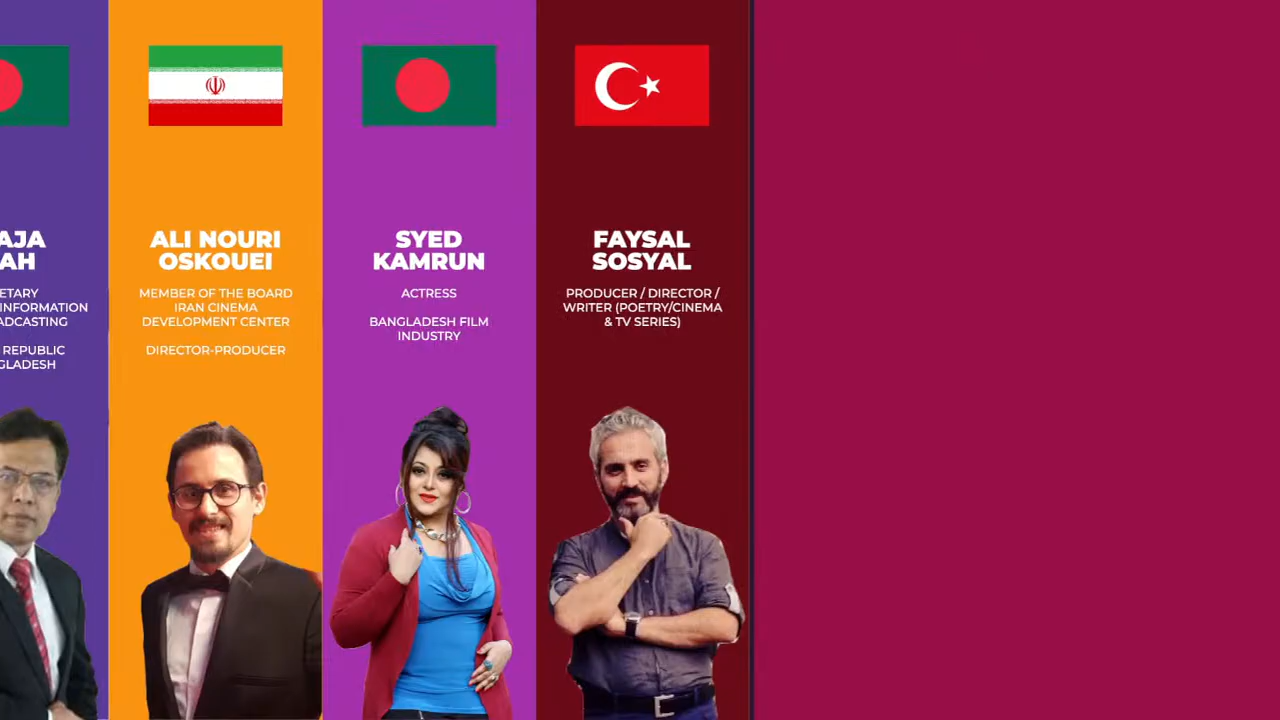 AJA
AH
ETARY
INFORMATION
ADCASTING
REPUBLIC
GLADESH
ALI NOURI
OSKOUEI
MEMBER OF THE BOARD
IRAN CINEMA
DEVELOPMENT CENTER
DIRECTOR-PRODUCER
SYED
KAMRUN
ACTRESS
BANGLADESH FILM
INDUSTRY
FAYSAL
SOSYAL
PRODUCER / DIRECTOR /
WRITER (POETRY/CINEMA
& TV SERIES)